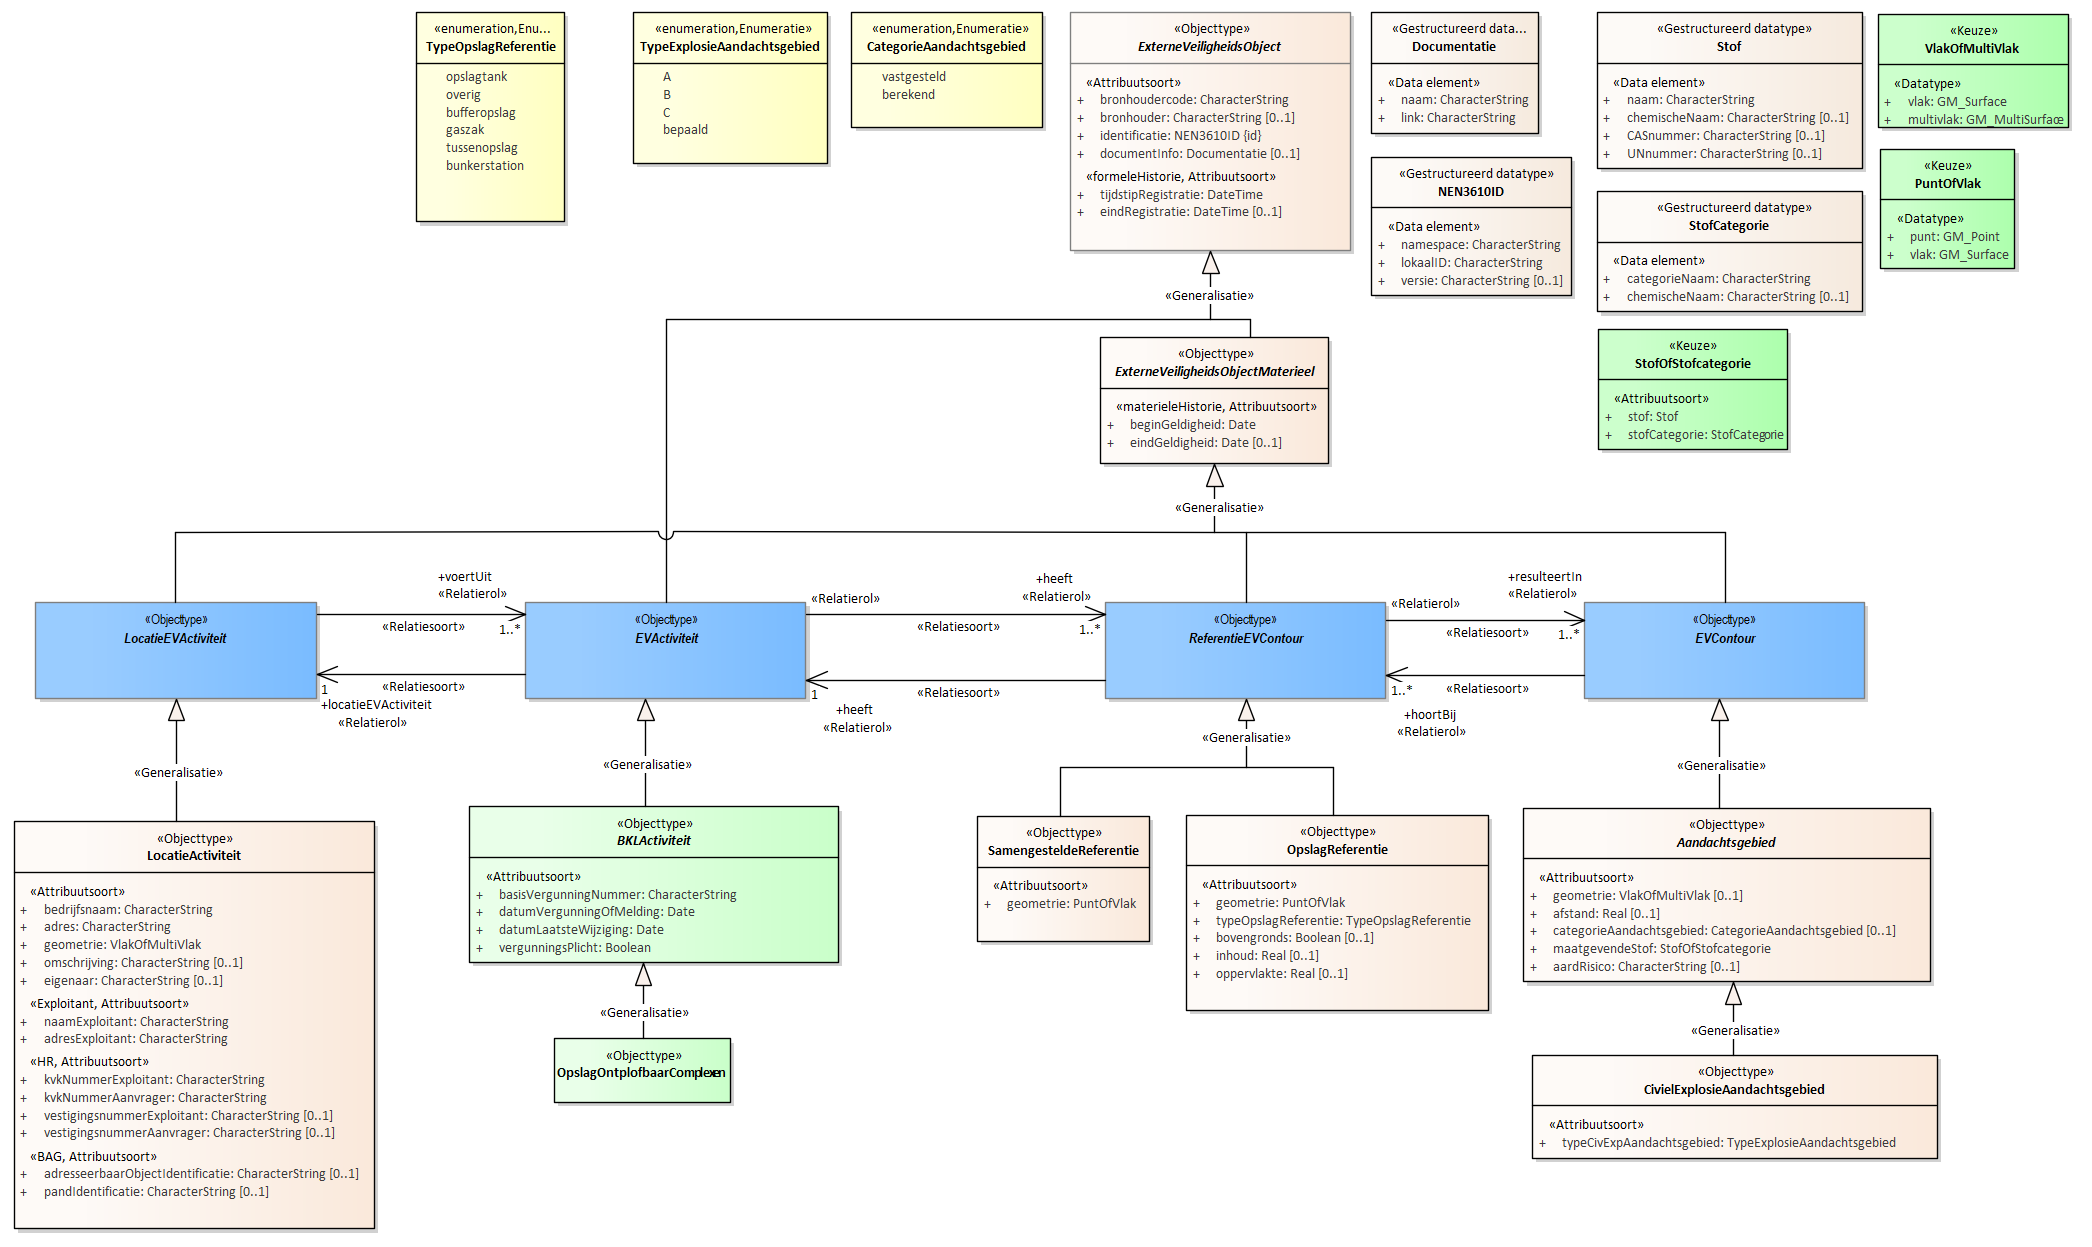 «enumeration,Enu...
TypeOpslagReferentie
opslagtank
overig
bufferopslag
gaszak
tussenopslag
bunkerstation
«enumeration,Enumeratie»
TypeExplosieAandachtsgebied
A
B
C
bepaald
«enumeration,Enumeratie»
CategorieAandachtsgebied
vastgesteld
berekend
«Objecttype»
ExterneVeiligheidsObject
«Attribuutsoort»
+ bronhoudercode: CharacterString
+ bronhouder: CharacterString [0..1]
+ identificatie: NEN3610ID {id}
+ documentInfo: Documentatie [0..1]
«formeleHistorie, Attribuutsoort»
+ tijdstipRegistratie: DateTime
+ eindRegistratie: DateTime [0..1]
«Gestructureerd data...
Documentatie
«Data element»
+ naam: CharacterString
+ link: CharacterString
«Gestructureerd datatype»
NEN3610ID
«Data element»
+ namespace: CharacterString
+ lokaalID: CharacterString
+ versie: CharacterString [0..1]
«Gestructureerd datatype»
Stof
«Data element»
+ naam: CharacterString
+ chemischeNaam: CharacterString [0..1]
+ CASnummer: CharacterString [0..1]
+ UNnummer: CharacterString [0..1]
«Gestructureerd datatype»
StofCategorie
«Data element»
+ categorieNaam: CharacterString
+ chemischeNaam: CharacterString [0..1]
«Keuze»
StofOfStofcategorie
«Attribuutsoort»
+ stof: Stof
+ stofCategorie: StofCategorie
«Keuze»
VlakOfMultiVlak
«Datatype»
+ vlak: GM_Surface
+ multivlak: GM_MultiSurface
«Keuze»
PuntOfVlak
«Datatype»
+ punt: GM_Point
+ vlak: GM_Surface
«Generalisatie»
«Objecttype»
ExterneVeiligheidsObjectMaterieel
«materieleHistorie, Attribuutsoort»
+ beginGeldigheid: Date
+ eindGeldigheid: Date [0..1]
«Generalisatie»
«Objecttype»
LocatieEVActiviteit
+voertUit
«Relatierol»
«Relatiesoort»
1..*
«Relatiesoort»
1
+locatieEVActiviteit
«Relatierol»
«Objecttype»
EVActiviteit
«Relatierol»
+heeft
«Relatierol»
«Relatiesoort»
1..*
«Relatiesoort»
1
+heeft
«Relatierol»
«Objecttype»
ReferentieEVContour
«Relatierol»
+resulteertIn
«Relatierol»
«Relatiesoort»
1..*
«Relatiesoort»
1..*
+hoortBij
«Relatierol»
«Objecttype»
EVContour
«Generalisatie»
«Generalisatie»
«Generalisatie»
«Generalisatie»
«Objecttype»
LocatieActiviteit
«Attribuutsoort»
+ bedrijfsnaam: CharacterString
+ adres: CharacterString
+ geometrie: VlakOfMultiVlak
+ omschrijving: CharacterString [0..1]
+ eigenaar: CharacterString [0..1]
«Exploitant, Attribuutsoort»
+ naamExploitant: CharacterString
+ adresExploitant: CharacterString
«HR, Attribuutsoort»
+ kvkNummerExploitant: CharacterString
+ kvkNummerAanvrager: CharacterString
+ vestigingsnummerExploitant: CharacterString [0..1]
+ vestigingsnummerAanvrager: CharacterString [0..1]
«BAG, Attribuutsoort»
+ adresseerbaarObjectIdentificatie: CharacterString [0..1]
+ pandIdentificatie: CharacterString [0..1]
«Objecttype»
BKLActiviteit
«Attribuutsoort»
+ basisVergunningNummer: CharacterString
+ datumVergunningOfMelding: Date
+ datumLaatsteWijziging: Date
+ vergunningsPlicht: Boolean
«Generalisatie»
«Objecttype»
OpslagOntplofbaarComplexen
«Objecttype»
SamengesteldeReferentie
«Attribuutsoort»
+ geometrie: PuntOfVlak
«Objecttype»
OpslagReferentie
«Attribuutsoort»
+ geometrie: PuntOfVlak
+ typeOpslagReferentie: TypeOpslagReferentie
+ bovengronds: Boolean [0..1]
+ inhoud: Real [0..1]
+ oppervlakte: Real [0..1]
«Objecttype»
Aandachtsgebied
«Attribuutsoort»
+ geometrie: VlakOfMultiVlak [0..1]
+ afstand: Real [0..1]
+ categorieAandachtsgebied: CategorieAandachtsgebied [0..1]
+ maatgevendeStof: StofOfStofcategorie
+ aardRisico: CharacterString [0..1]
«Generalisatie»
«Objecttype»
CivielExplosieAandachtsgebied
«Attribuutsoort»
+ typeCivExpAandachtsgebied: TypeExplosieAandachtsgebied